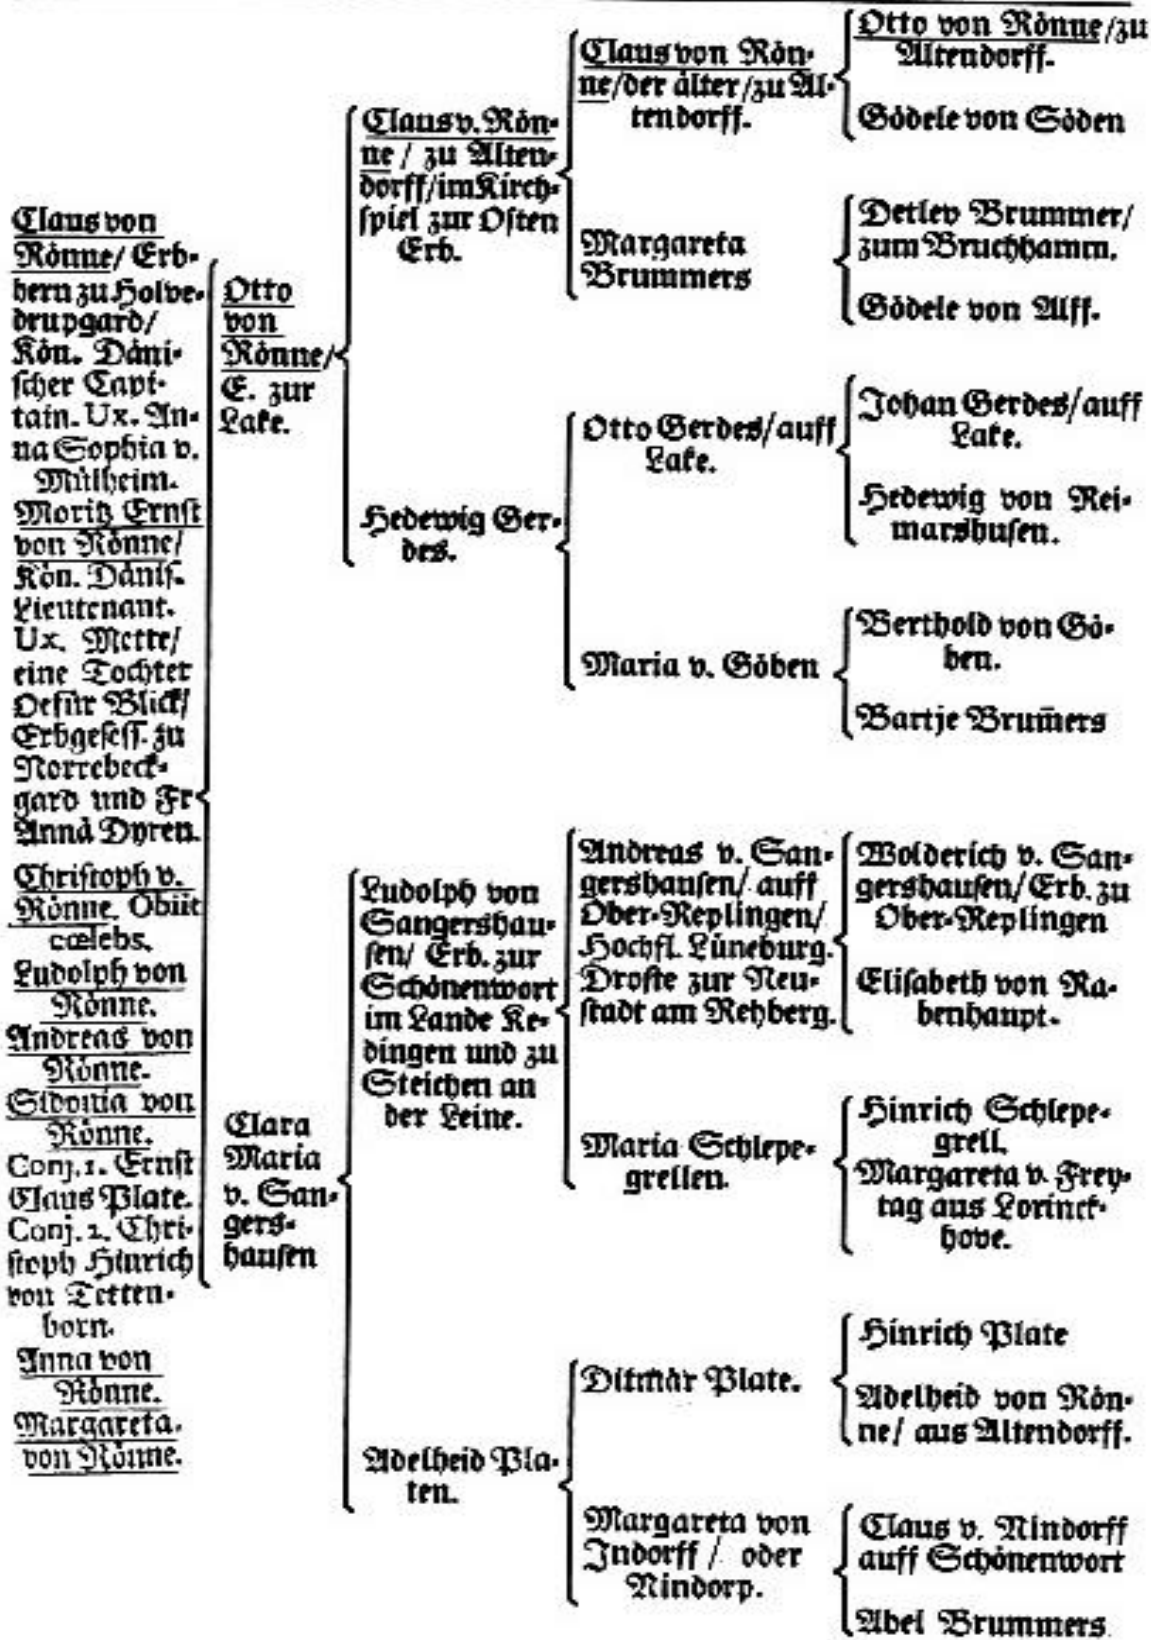 Claus von
Rönne/ Erb-
hern zu Holve-
drupgard/
Kön. Däni-
scher Capi-
tain. Ux. An-
na Sophia v.
Mülheim.
Moritz Ernst
von Rönne/
Kön. Dänis.
Lieutenant.
Ux. Mette/
eine Tochter
Erbgesess. zu
Norrebeck-
gard und Fr
Annä Dyren.
Christoph v.
Rönne. Obiit
cœlebs.
Ludolph von
Rönne.
Andreas von
Rönne.
Sidonia von
Rönne.
Conj. 1. Ernst
Claus Plate.
Conj. 2. Chri-
stoph Hinrich
von Tetten-
born.
Anna von
Rönne.
Margareta.
von Rönne.
Otto
von
Rönne/
E. zur
Lake.
Clara
Maria
v. San-
gers-
hausen
Claus v. Rön-
ne / zu Alten-
dorff/im Kirch-
spiel zur Osten
Erb.
Hedewig Ger-
des.
Ludolph von
Sangershau-
sen/ Erb. zur
Schönenwort
im Lande Ke-
dingen und zu
Steichen an
der Leine.
Adelheid Pla-
ten.
Claus von Rön-
ne/der älter/zu Al-
tendorff.
Margareta
Brummers
Otto Gerdes/auff
Lake.
Maria v. Göben
Andreas v. San-
gershausen/ auff
Ober-Replingen/
Hochfl. Lüneburg.
Droste zur Neu-
stadt am Rehberg.
Maria Schlepe-
grellen.
Ditmar Plate.
Margareta von
Indorff / oder
Nindorp.
Otto von Rönne/zu
Altendorff.
Gödele von Söden
Detlev Brummer/
zum Bruchhamm.
Gödele von Alff.
Johan Gerdes/auff
Lake.
Hedewig von Rei-
marshusen.
Berthold von Gö-
ben.
Bartje Brum̄ers
Wolderich v. San-
gershausen/Erb. zu
Ober-Replingen
Elisabeth von Ra-
benhaupt.
Hinrich Schlepe-
grell.
Margareta v. Frey-
tag aus Lorinck-
hove.
Hinrich Plate
Adelheid von Rön-
ne/ aus Altendorff.
Claus v. Nindorff
auff Schönenwort
Abel Brummers